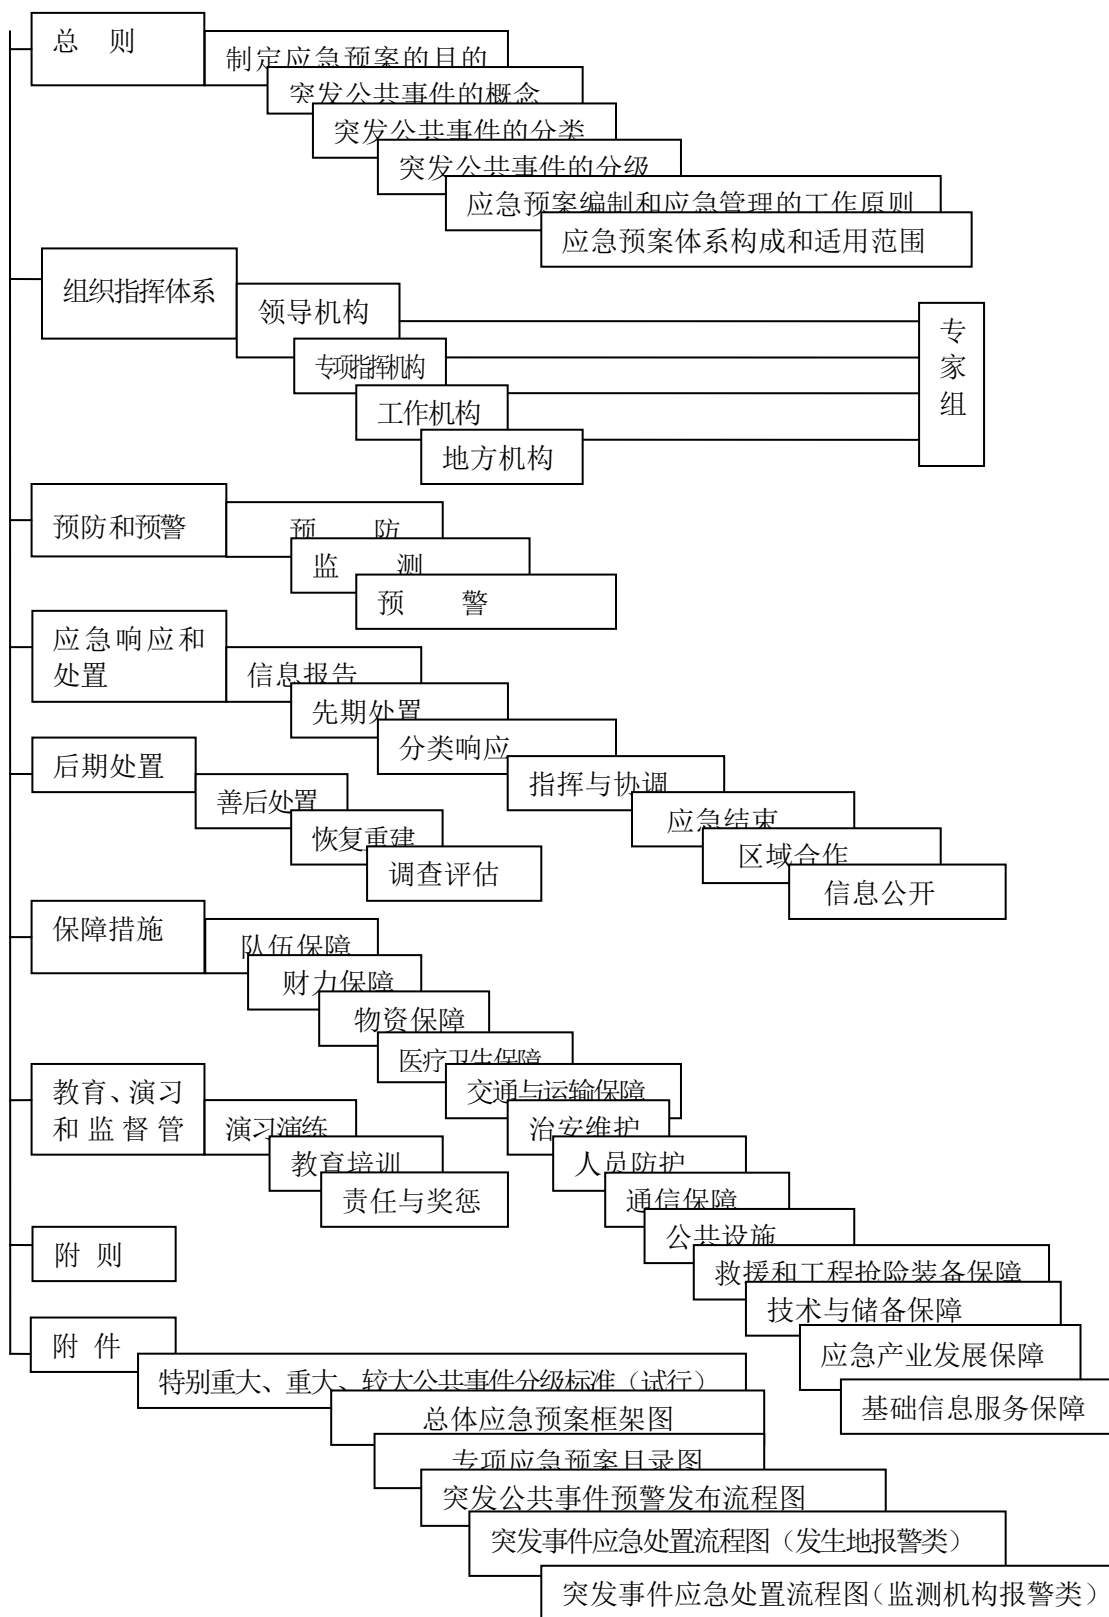 总 则
制定应急预案的目的
突发公共事件的概念
突发公共事件的分类
突发公共事件的分级
应急预案编制和应急管理的工作原则
应急预案体系构成和适用范围
组织指挥体系
领导机构
专项指挥机构
工作机构
地方机构
专
家
组
预防和预警
预 防
监 测
预 警
应急响应和
处置
信息报告
先期处置
分类响应
指挥与协调
应急结束
区域合作
信息公开
后期处置
善后处置
恢复重建
调查评估
保障措施
队伍保障
财力保障
物资保障
医疗卫生保障
交通与运输保障
治安维护
人员防护
通信保障
公共设施
救援和工程抢险装备保障
技术与储备保障
应急产业发展保障
基础信息服务保障
教育、演习
和监督管
演习演练
教育培训
责任与奖惩
附 则
附 件
特别重大、重大、较大公共事件分级标准（试行）
总体应急预案框架图
专项应急预案目录图
突发公共事件预警发布流程图
突发事件应急处置流程图（发生地报警类）
突发事件应急处置流程图（监测机构报警类）